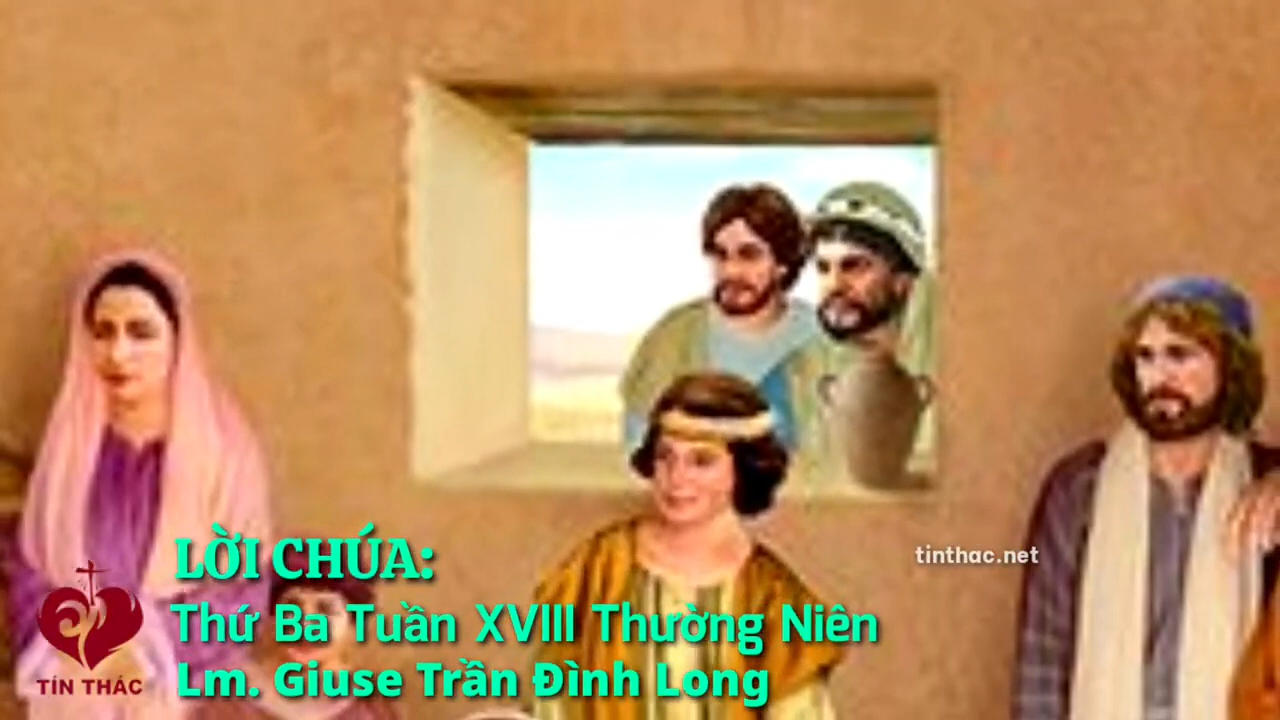 LỜI CHÚA:
tinthac.net
Thứ Ba Tuần XVIII Thường Niên
Lm. Giuse Trần Đình Long
TÍN THÁC